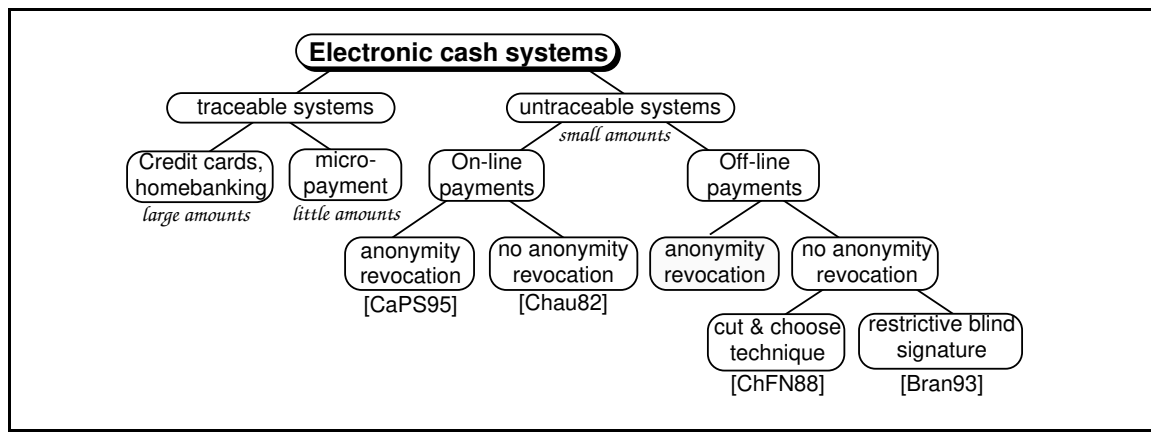 Electronic cash systems
traceable systems
untraceable systems
small amounts
Credit cards,
homebanking
large amounts
micro-
payment
little amounts
On-line
payments
Off-line
payments
anonymity
revocation
[CaPS95]
no anonymity
revocation
[Chau82]
anonymity
revocation
no anonymity
revocation
cut & choose
technique
[ChFN88]
restrictive blind
signature
[Bran93]